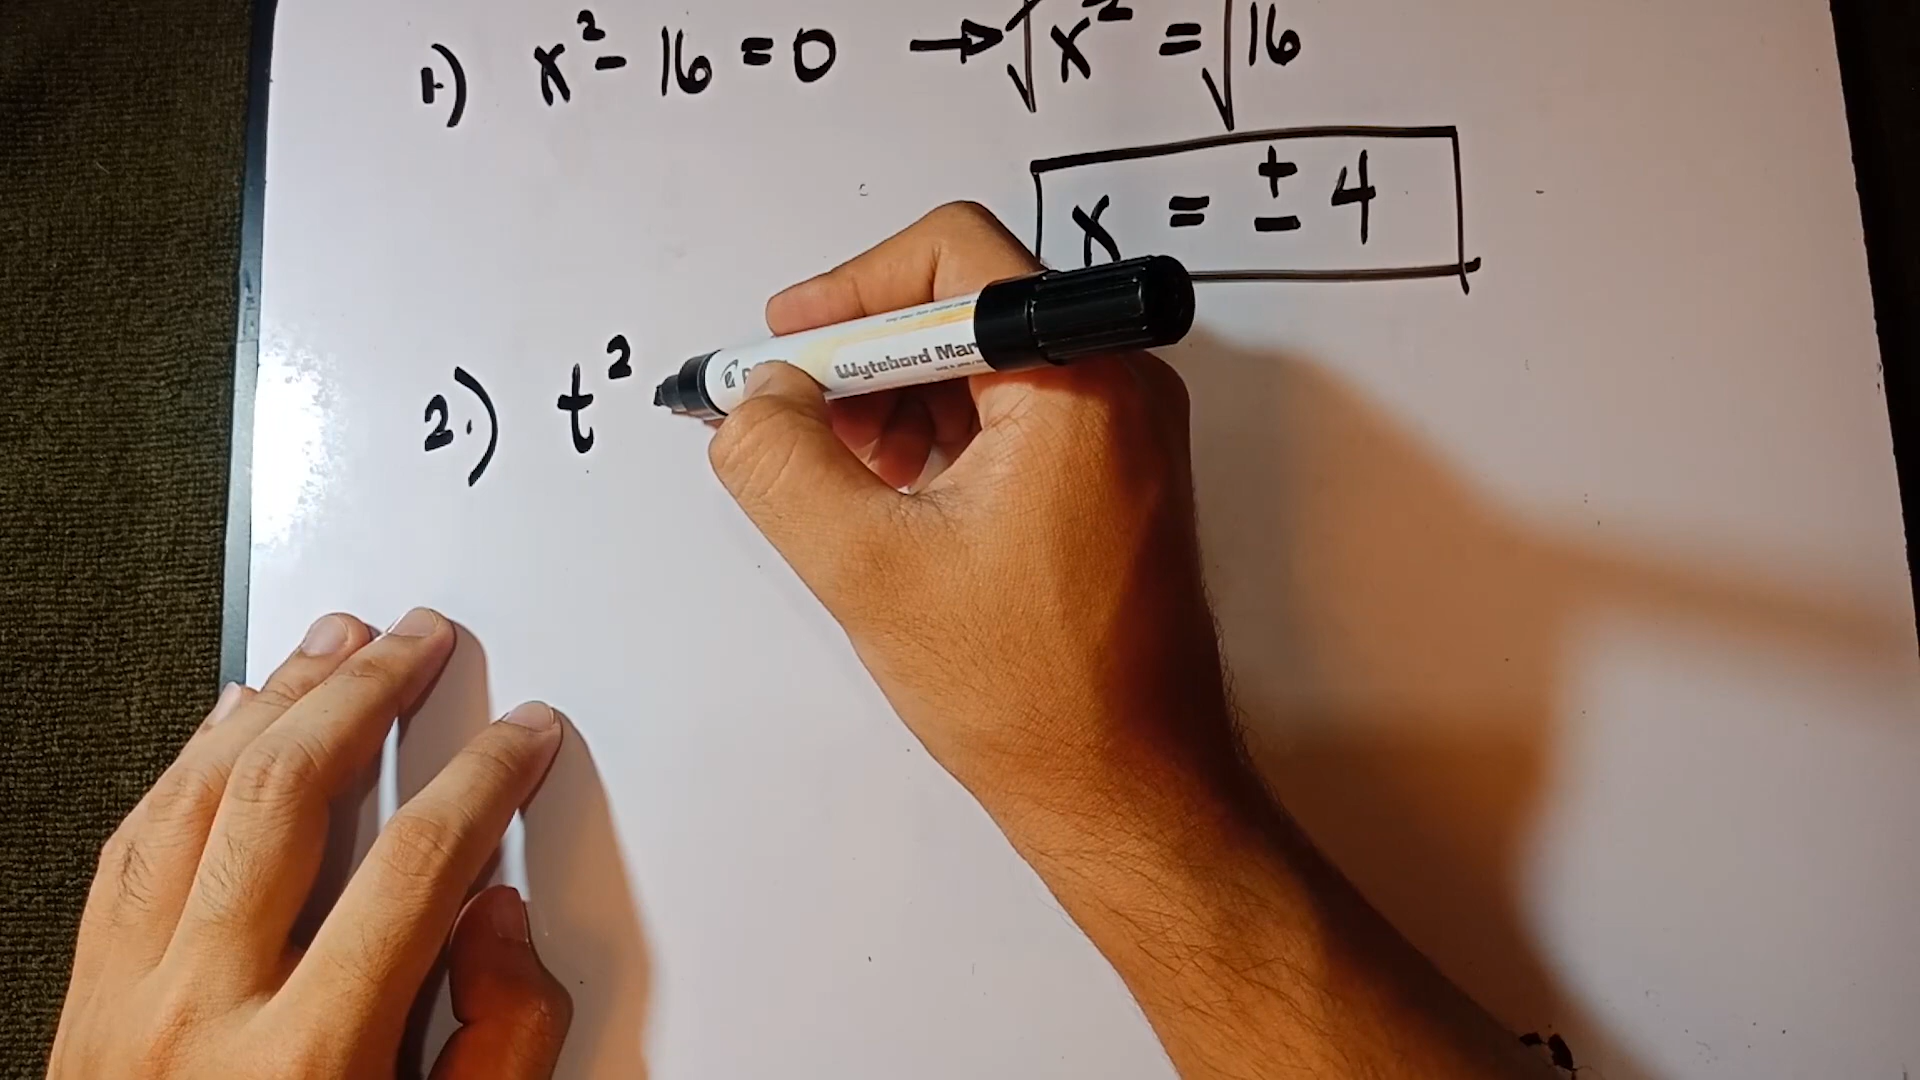 1.) x² - 16 = 0 → √x² = √16
x = ± 4
2.) t²
Wytebord Mar